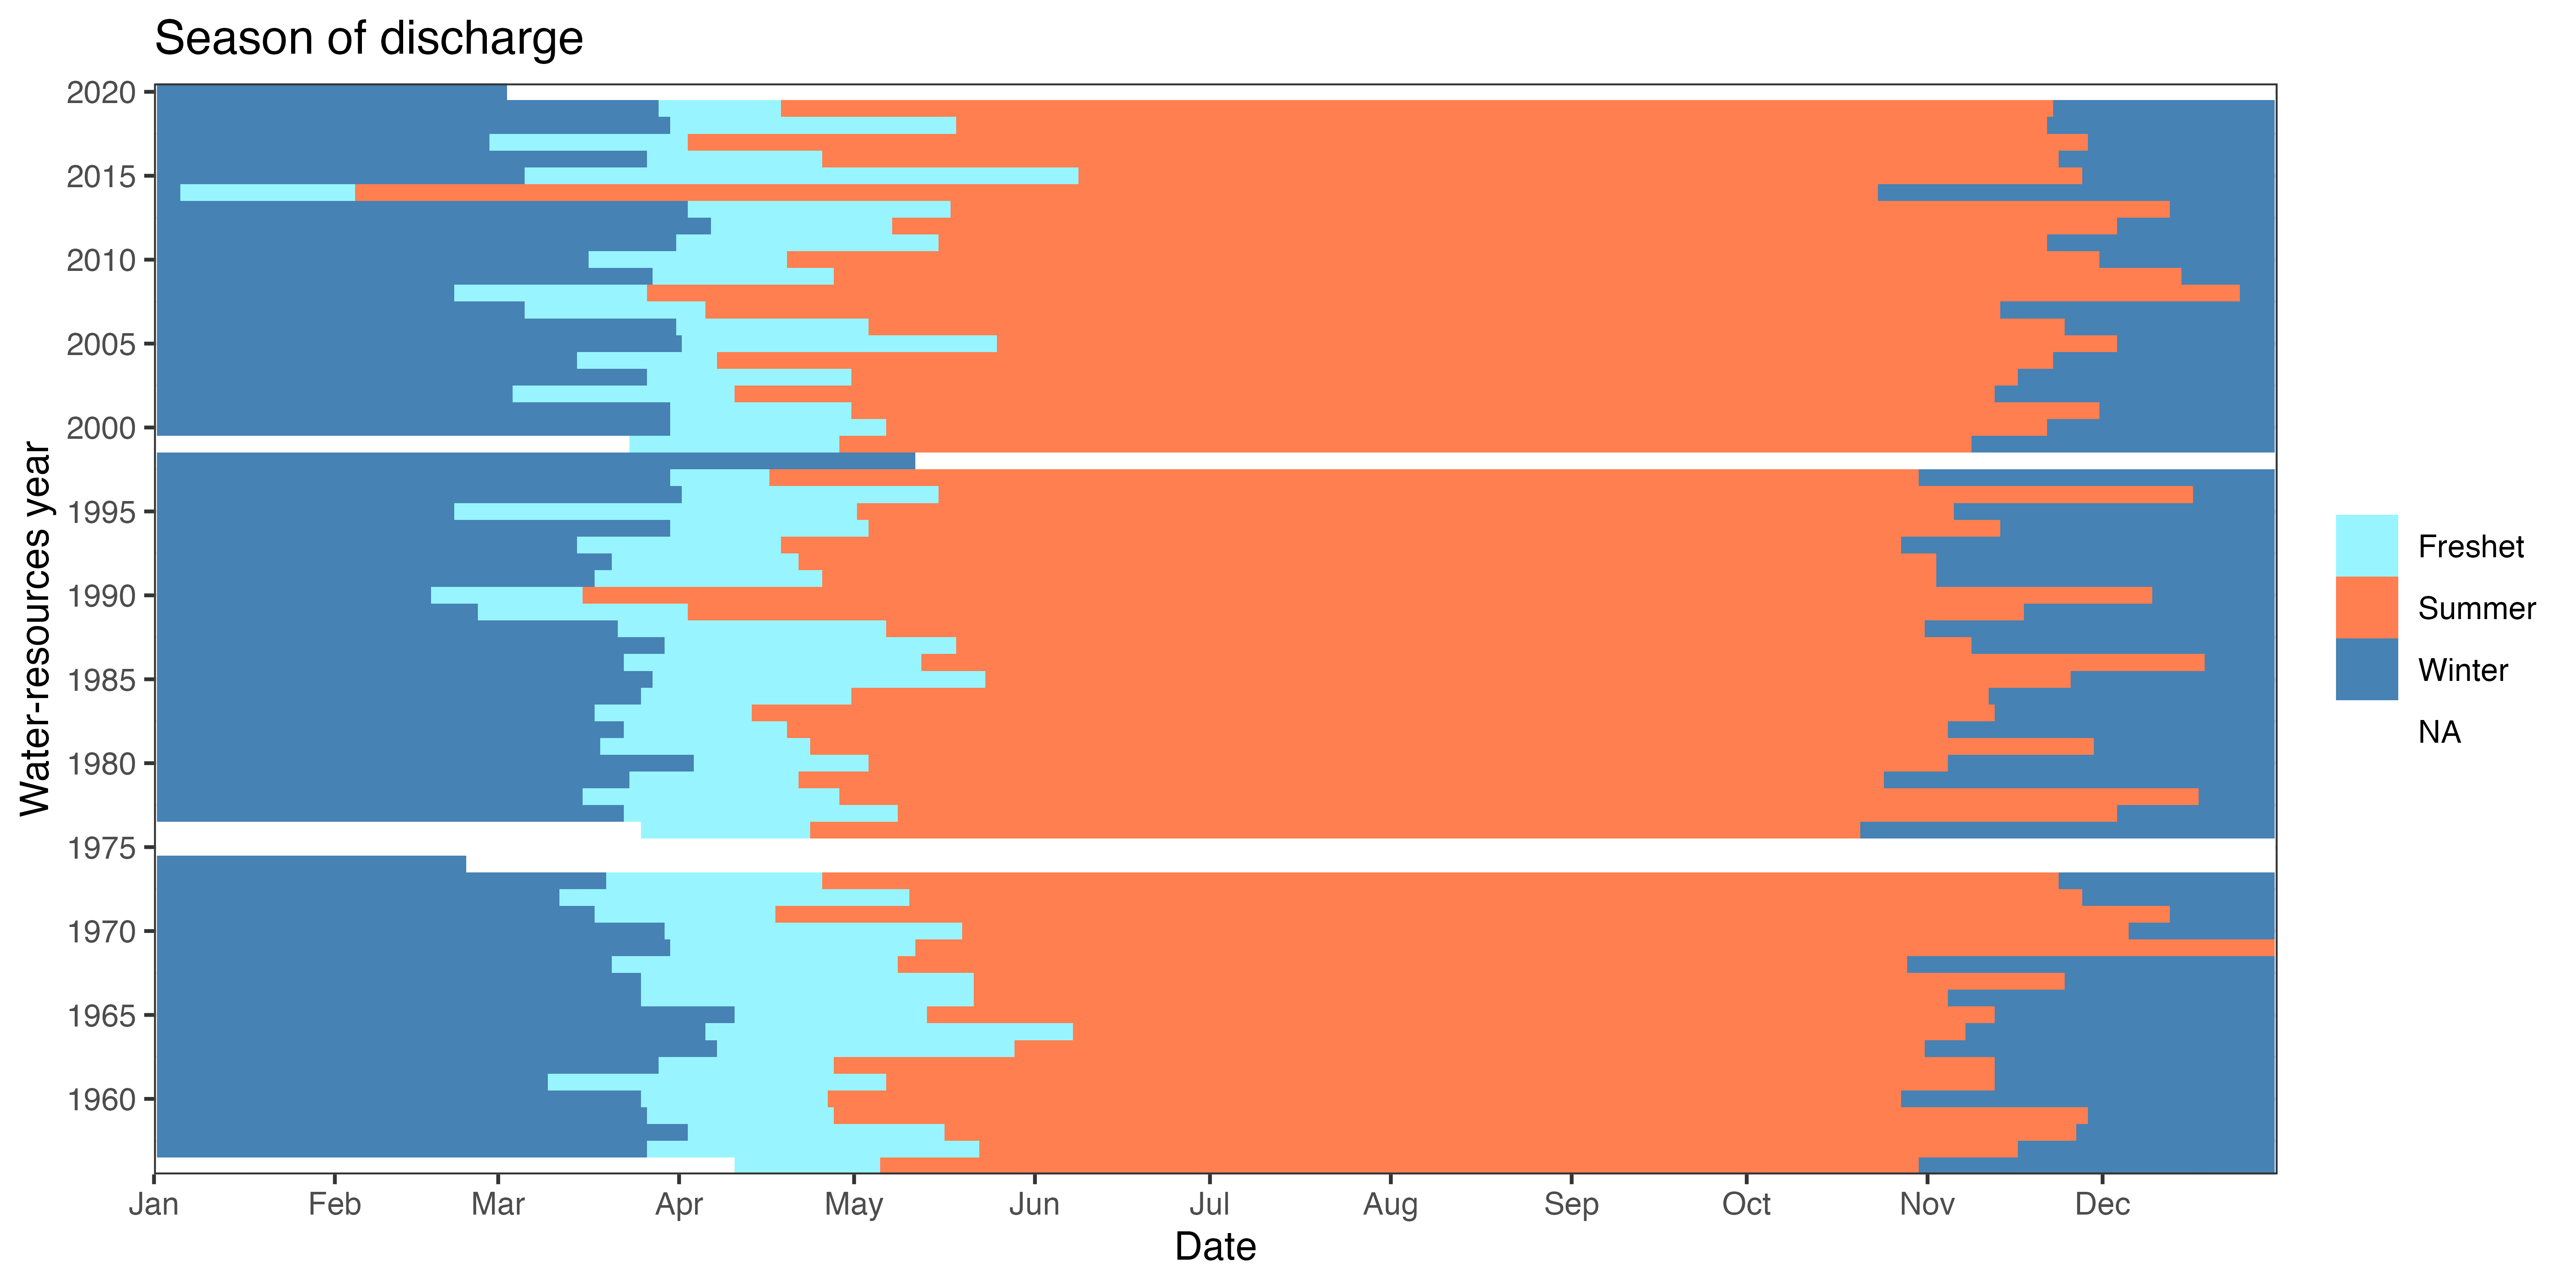 Season of discharge
Water-resources year
2020
2015
2010
2005
2000
1995
1990
1985
1980
1975
1970
1965
1960
Jan Feb Mar Apr May Jun Jul Aug Sep Oct Nov Dec
Date
Freshet
Summer
Winter
NA